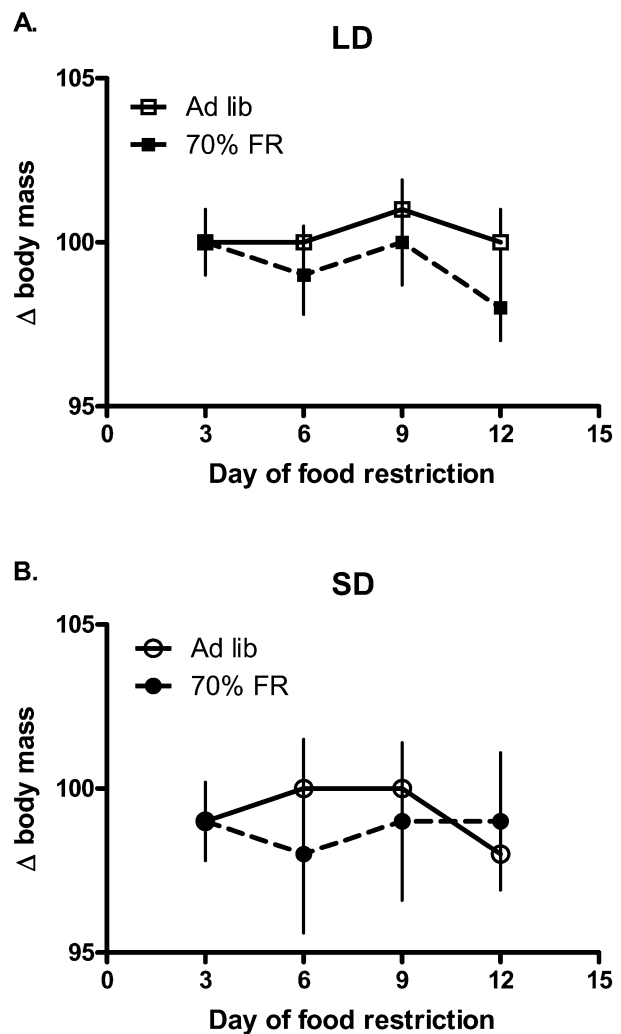 A.
LD
105
Ad lib
70% FR
Δ body mass
100
95
0 3 6 9 12 15
Day of food restriction
B.
SD
105
Ad lib
70% FR
Δ body mass
100
95
0 3 6 9 12 15
Day of food restriction